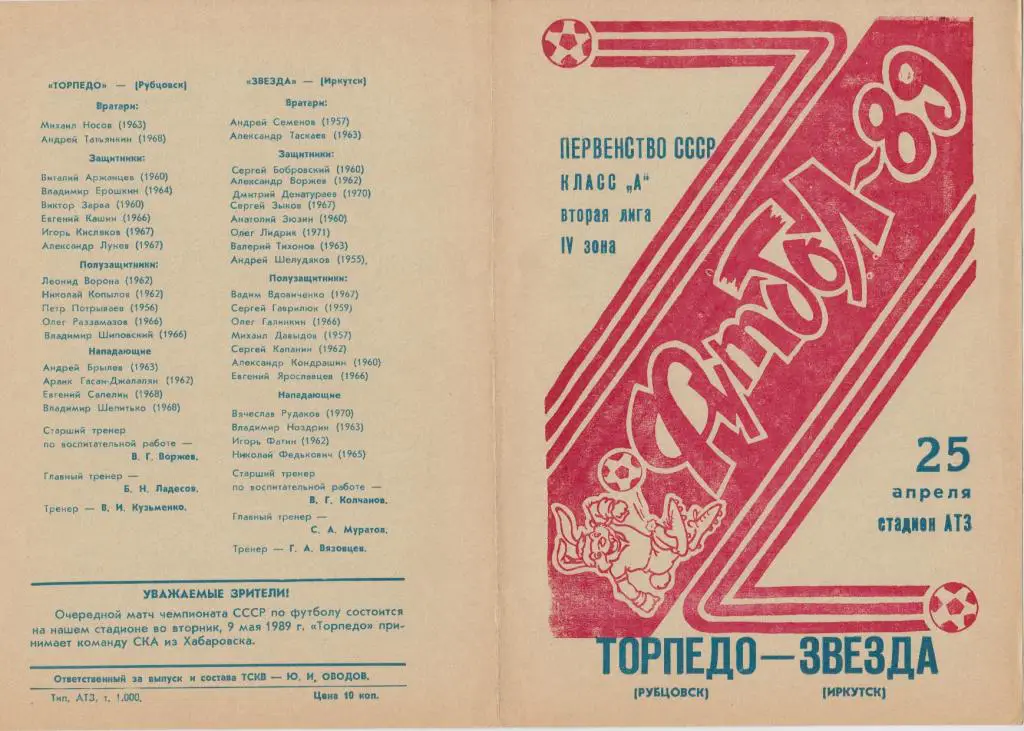 «ТОРПЕДО» — (Рубцовск)
Вратари:
Михаил Носов (1963)
Андрей Татьянкин (1968)
Защитники:
Виталий Аржанцев (1960)
Владимир Ерошкин (1964)
Виктор Зарва (1960)
Евгений Кашин (1966)
Игорь Кисляков (1967)
Александр Лунев (1967)
Полузащитники:
Леонид Ворона (1962)
Николай Копылов (1962)
Петр Потрываев (1956)
Олег Раззамазов (1966)
Владимир Шиповский (1966)
Нападающие
Андрей Брылев (1963)
Араик Гасан-Джалалян (1962)
Евгений Сапелин (1968)
Владимир Шепитько (1968)
Старший тренер
по воспитательной работе —
В. Г. Воржев.
Главный тренер —
Б. Н. Ладесов.
Тренер — В. И. Кузьменко.
«ЗВЕЗДА» — (Иркутск)
Вратари:
Андрей Семенов (1957)
Александр Таскаев (1963)
Защитники:
Сергей Бобровский (1960)
Александр Воржев (1962)
Дмитрий Денатураев (1970)
Сергей Зыков (1967)
Анатолий Зюзин (1960)
Олег Лидрик (1971)
Валерий Тихонов (1963)
Андрей Шелудяков (1955),
Полузащитники:
Вадим Вдовиченко (1967)
Сергей Гаврилюк (1959)
Олег Галинкин (1966)
Михаил Давыдов (1957)
Сергей Капанин (1962)
Александр Кондрашин (1960)
Евгений Ярославцев (1966)
Нападающие
Вячеслав Рудаков (1970)
Владимир Ноздрин (1963)
Игорь Фатин (1962)
Николай Федькович (1965)
Старший тренер
по воспитательной работе —
В. Г. Колчанов.
Главный тренер —
С. А. Муратов.
Тренер — Г. А. Вязовцев.
УВАЖАЕМЫЕ ЗРИТЕЛИ!
Очередной матч чемпионата СССР по футболу состоится
на нашем стадионе во вторник, 9 мая 1989 г. «Торпедо» при-
нимает команду СКА из Хабаровска.
Ответственный за выпуск и состава ТСКВ — Ю. И. ОВОДОВ.
Тип. АТЗ, т. 1.000. Цена 10 коп.
ПЕРВЕНСТВО СССР
КЛАСС „А"
вторая лига
IV зона
Футбол-89
25
апреля
стадион АТЗ
ТОРПЕДО—ЗВЕЗДА
(РУБЦОВСК) (ИРКУТСК)